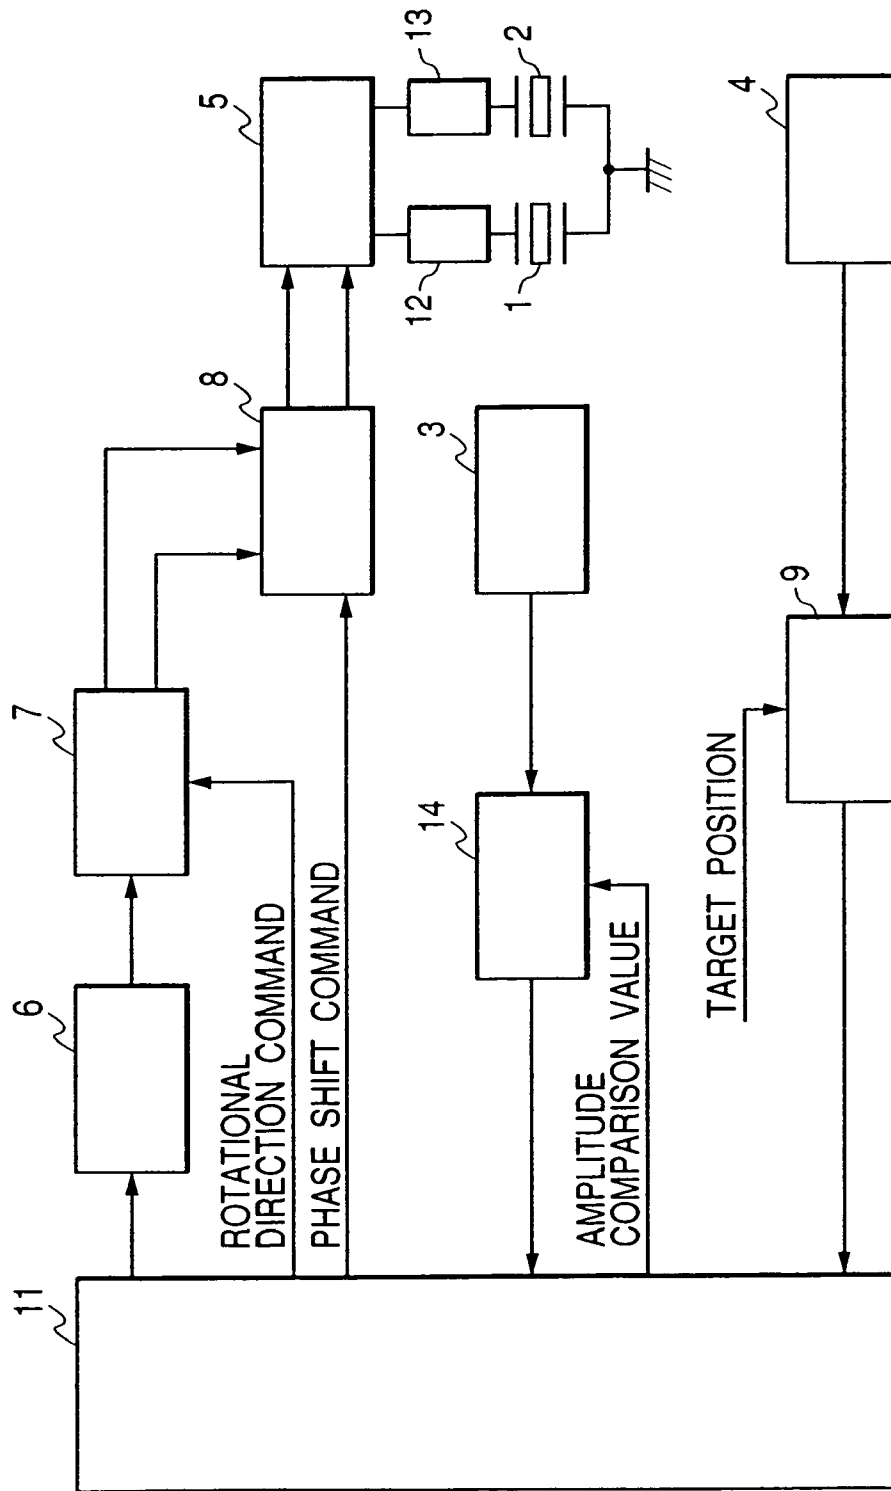 11
6
7
8
5
13
2
12
1
ROTATIONAL
DIRECTION COMMAND
PHASE SHIFT COMMAND
14
3
AMPLITUDE
COMPARISON VALUE
TARGET POSITION
9
4